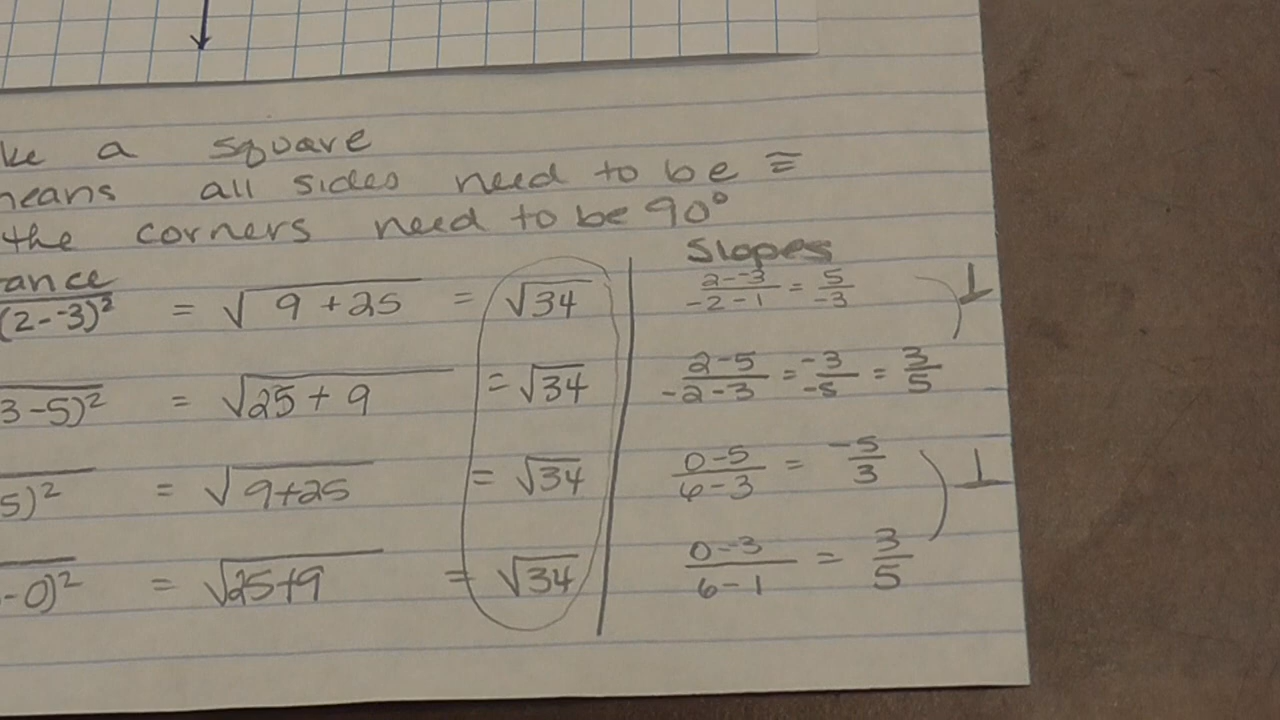 ke a square
means all sides need to be ≅
the corners need to be 90°
ance Slopes
(2--3)² = √9+25 = √34 2--3/-2-1 = 5/-3 ⊥
3-5)² = √25+9 = √34 2-5/-2-3 = -3/-5 = 3/5
5)² = √9+25 = √34 0-5/6-3 = -5/3 ⊥
-0)² = √25+9 = √34 0--3/6-1 = 3/5